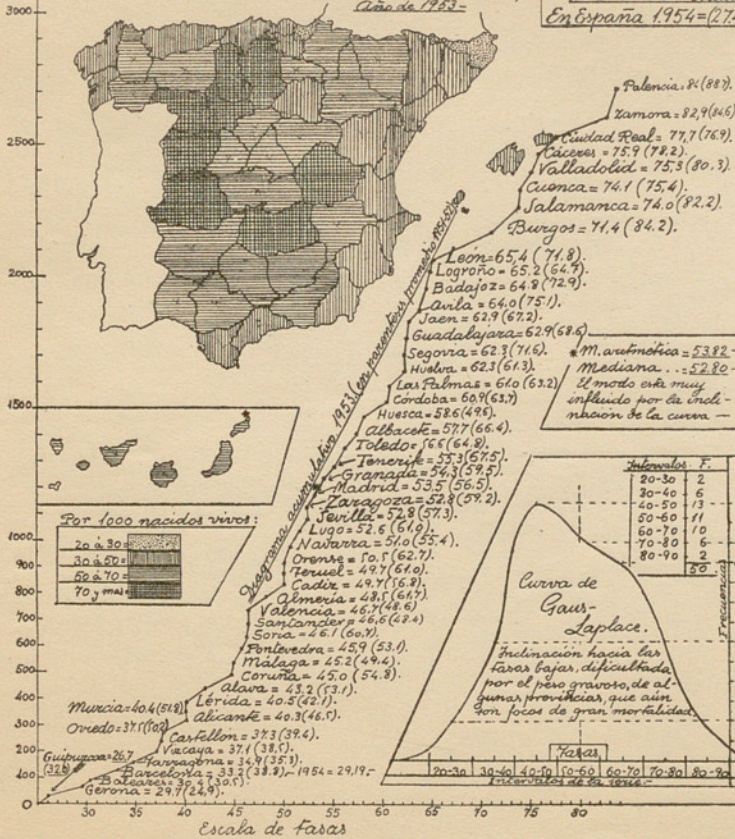 Año de 1953-
En España 1.954=(27.
3000
2500
2000
1500
1000
900
800
700
600
500
400
300
200
100
0
Palencia=84(887).
Zamora=82,9(84,6)
Ciudad Real=77,7(76.9).
Cáceres=75.9(78.2).
Valladolid=75,3(80.3).
Cuenca=74.1(75,4).
Salamanca=74.0(82.2).
Burgos=71,4(84.2).
León=65,4(71.8).
Logroño=65.2(64.7).
Badajoz=64.8(72.9).
Avila=64.0(75.1).
Jaen=62,9(67.2).
Guadalajara=62.9(68.6)
Segovia=62.3(71.6).
Huelva=62.3(61.3).
Las Palmas=61.0(63.2)
Córdoba=60.9(63,7)
Huesca=58.6(49.6).
Albacete=57.7(66.4).
Toledo=56.6(64.8).
Tenerife=55,3(67.5).
Granada=54.3(59.5).
Madrid=53.5(56.5).
Zaragoza=52.8(59.2).
Sevilla=52.8(57.3).
Lugo=52.6(61.0).
Navarra=51.0(55.4).
Orense=50.5(62.7).
Teruel=49.7(61.0).
Cadiz=49.7(56.8).
Almería=48.5(61,7)
Valencia=46.7(48.6)
Santander=46,6(48.4)
Soria=46.1(60.7).
Pontevedra=45,9(53.1).
Málaga=45.2(49.4).
Coruña=45.0(54.8).
Alava=43.2(53.1).
Lérida=40.5(42.1).
Murcia=40.4(51.8)
Alicante=40.3(46.5).
Oviedo=37.5(50.2)
Castellón=37.3(39.4).
Vizcaya=37.1(38,5).
Guipuzcoa=26,7
(32.6)
Tarragona=34,9(35,3).
Barcelona=33.2(38.8),-1954=29,19,-
Baleares=30.4(30.5).
Gerona=29.7(24,9).
30 35 40 45 50 55 60 65 70 75 80
Escala de tasas
Diagrama acumulativo 1953,(en parentesis promedio 1951-52)
Por 1000 nacidos vivos:
20 á 30=
30 á 50=
50 á 70=
70 y mas=
M. aritmética=53.82-
Mediana..=52.80-
El modo está muy
influido por la incli-
nación de la curva—
Intervalos F.
20-30 2
30-40 6
40-50 13
50-60 11
60-70 10
70-80 6
80-90 2
50
Frecuencias
Curva de
Gaus-
Laplace.
Inclinación hacia las
tasas bajas, dificultada
por el peso gravoso, de al-
gunas provincias, que aún
son focos de gran mortalidad
Tasas
20-30 30-40 40-50 50-60 60-70 70-80 80-90
Intervalos de la serie-